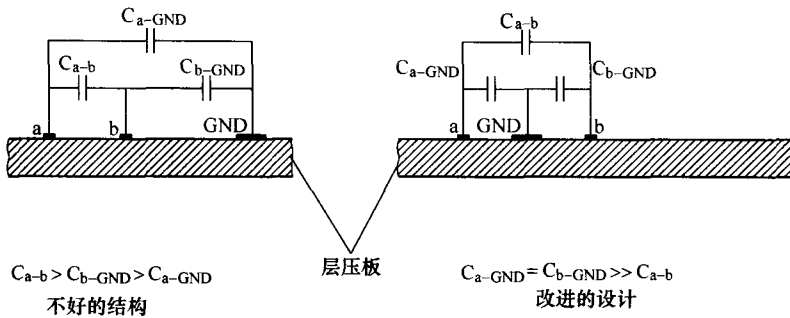 C_{a-GND}
C_{a-b}
C_{b-GND}
a
b
GND
C_{a-b}
C_{a-GND}
C_{b-GND}
a
GND
b
层压板
C_{a-b} > C_{b-GND} > C_{a-GND}
不好的结构
C_{a-GND} = C_{b-GND} >> C_{a-b}
改进的设计